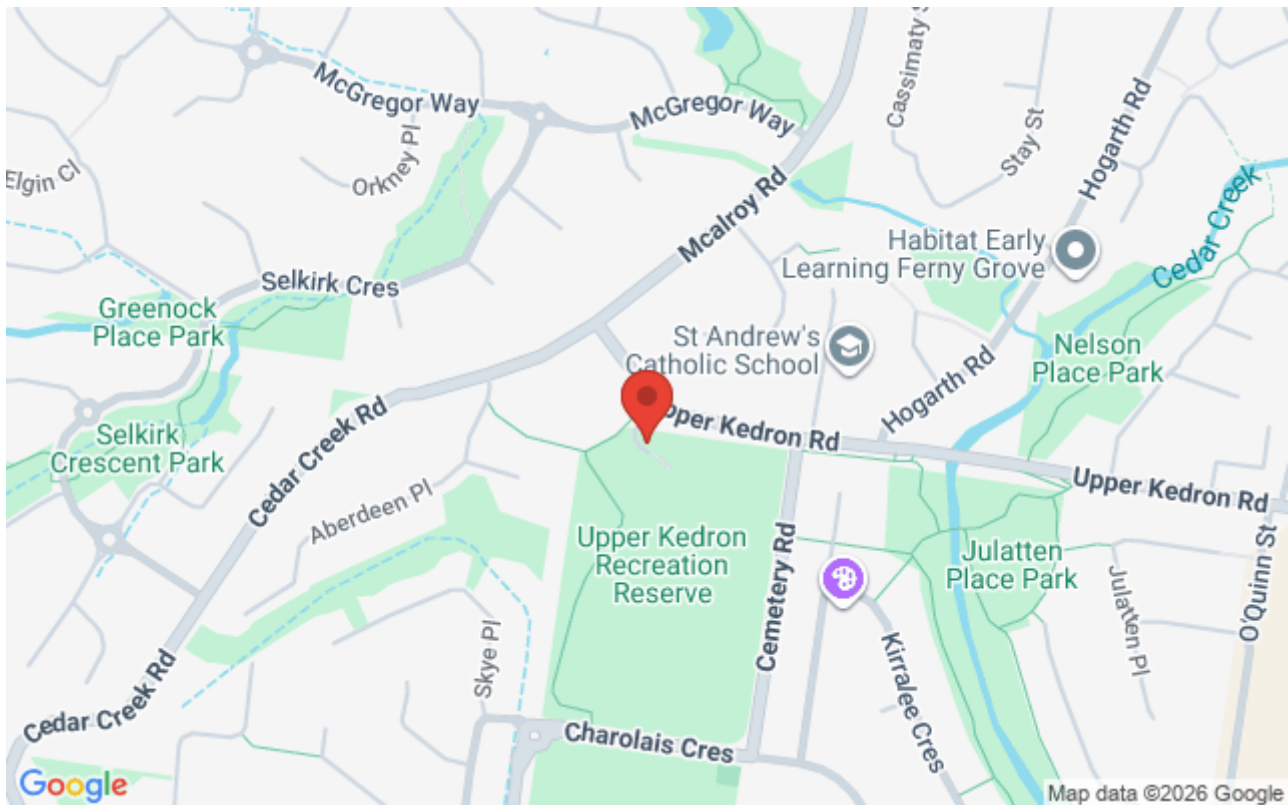 McGregor Way
McGregor Way
Cassimaty
Stay St
Hogarth Rd
Orkney Pl
Elgin Cl
Mcalroy Rd
Cedar Creek
Habitat Early
Learning Ferny Grove
Selkirk Cres
Greenock
Place Park
St Andrew's
Catholic School
Nelson
Place Park
Hogarth Rd
Upper Kedron Rd
Selkirk
Crescent Park
Cedar Creek Rd
Aberdeen Pl
Upper Kedron Rd
Upper Kedron
Recreation
Reserve
Cemetery Rd
Julatten
Place Park
Julatten Pl
O'Quinn St
Skye Pl
Kirralee Cres
Cedar Creek Rd
Charolais Cres
Google
Map data ©2026 Google